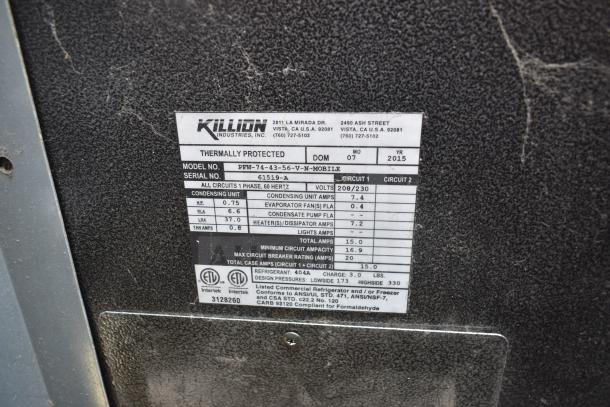 KILLION INDUSTRIES, INC.
2811 LA MIRADA DR. 2490 ASH STREET
VISTA, CA U.S.A. 92081 VISTA, CA U.S.A. 92081
(760) 727-5102 (760) 727-5102
THERMALLY PROTECTED DOM MO 07 YR 2015
MODEL NO. PFW-74-43-56-V-N-MOBILE
SERIAL NO. 61519-A CIRCUIT 1 CIRCUIT 2
ALL CIRCUITS 1 PHASE, 60 HERTZ VOLTS 208/230
CONDENSING UNIT CONDENSING UNIT AMPS 7.4
H.P. 0.75 EVAPORATOR FAN(S) FLA 0.4
RLA 6.6 CONDENSATE PUMP FLA
LRA 37.0 HEATER(S)/DISSIPATOR AMPS 7.2
FAN AMPS 0.8 LIGHTS AMPS
TOTAL AMPS 15.0
MINIMUM CIRCUIT AMPACITY 16.9
MAX CIRCUIT BREAKER RATING (AMPS) 20
TOTAL CASE AMPS (CIRCUIT 1 + CIRCUIT 2) 15.0
REFRIGERANT: 404A CHARGE: 3.0 LBS.
DESIGN PRESSURES: LOWSIDE 173 HIGHSIDE 330
ETL ETL
Intertek Intertek
3128260
Listed Commercial Refrigerator and / or Freezer
Conforms to ANSI/UL STD. 471, ANSI/NSF-7,
and CSA STD. c22.2 No. 120
CARB 93120 Compliant for Formaldehyde